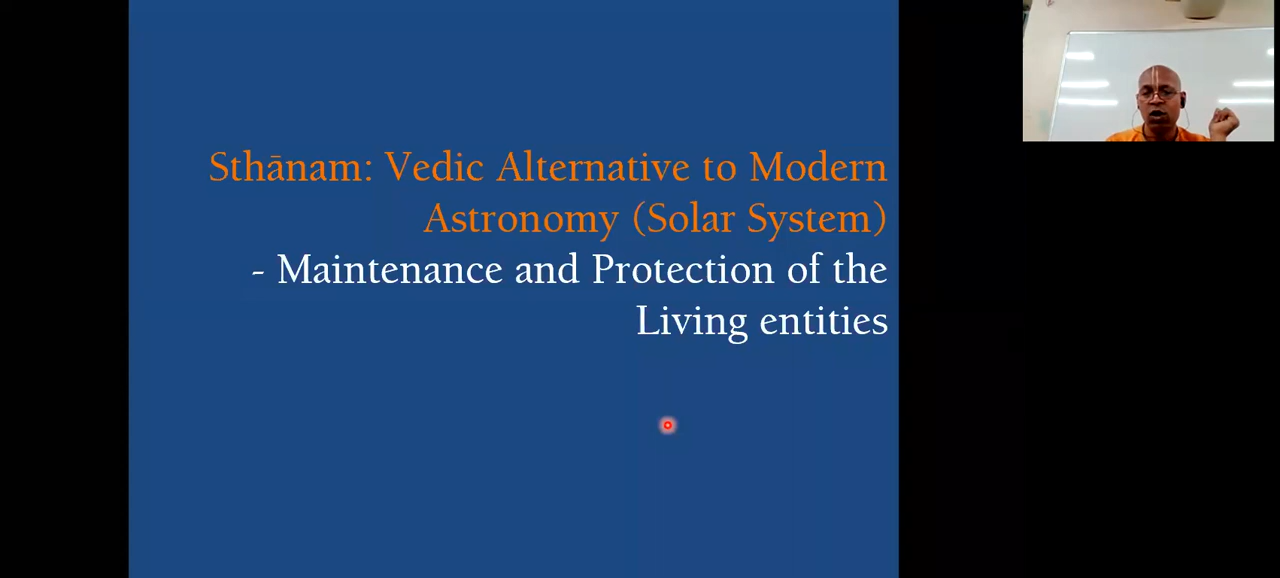 Sthānam: Vedic Alternative to Modern
Astronomy (Solar System)
- Maintenance and Protection of the
Living entities